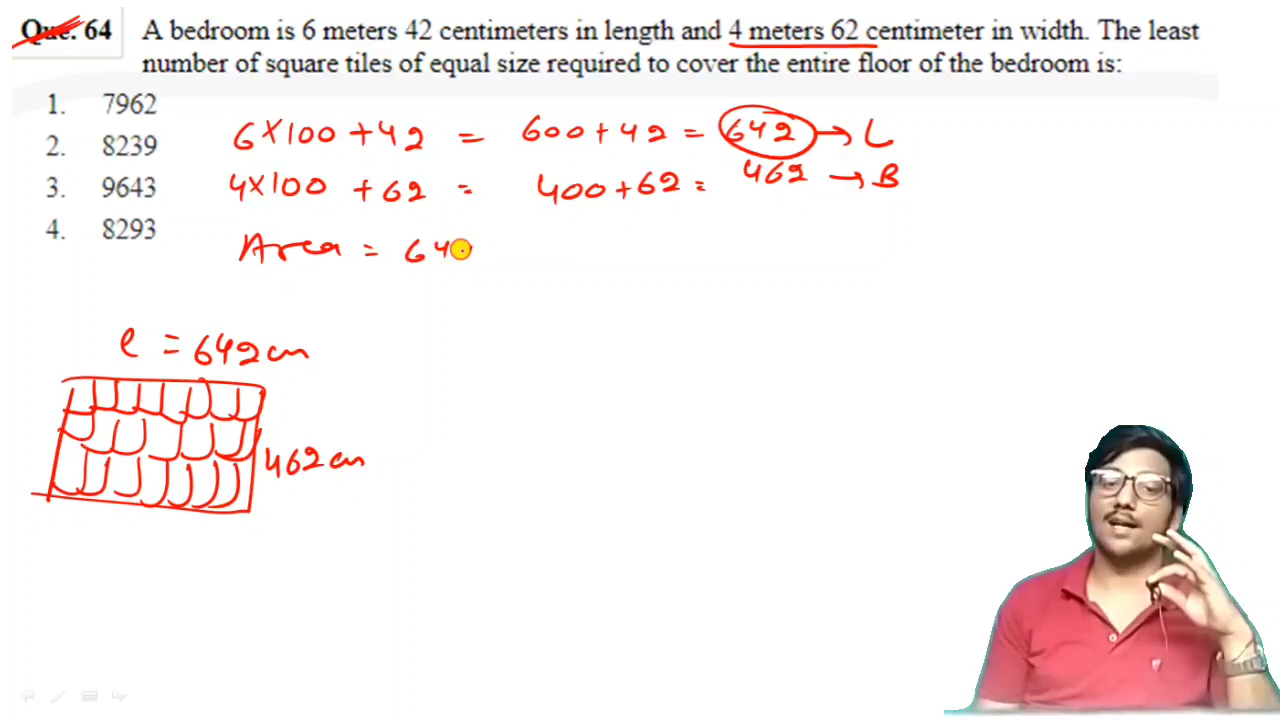 Que. 64 A bedroom is 6 meters 42 centimeters in length and 4 meters 62 centimeter in width. The least
number of square tiles of equal size required to cover the entire floor of the bedroom is:
1. 7962
2. 8239
3. 9643
4. 8293
6×100 + 42 = 600 + 42 = 642 → L
4×100 + 62 = 400 + 62 = 462 → B
Area = 64
l = 642 cm
462 cm